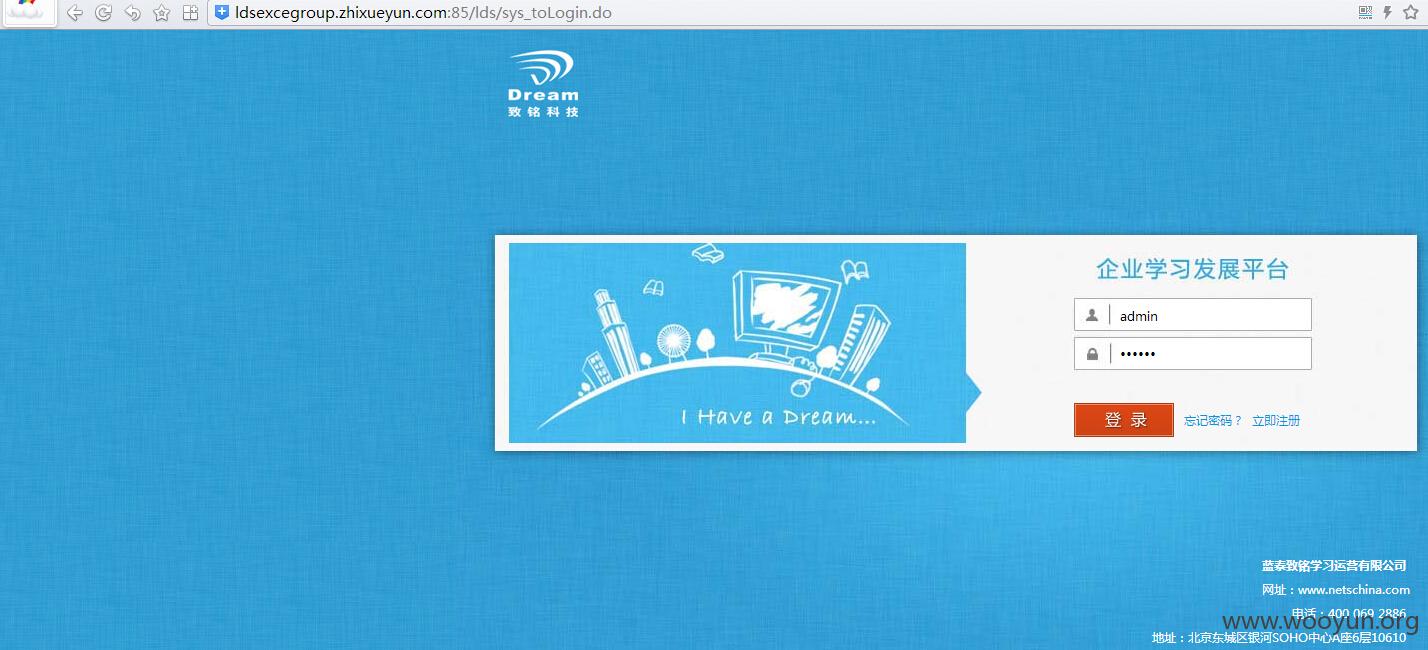 ldsexcegroup.zhixueyun.com:85/lds/sys_toLogin.do
Dream
致铭科技
企业学习发展平台
admin
••••••
I Have a Dream...
登 录 忘记密码？ 立即注册
蓝泰致铭学习运营有限公司
网址：www.netschina.com
电话：400 069 2886
www.wooyun.org
地址：北京东城区银河SOHO中心A座6层10610